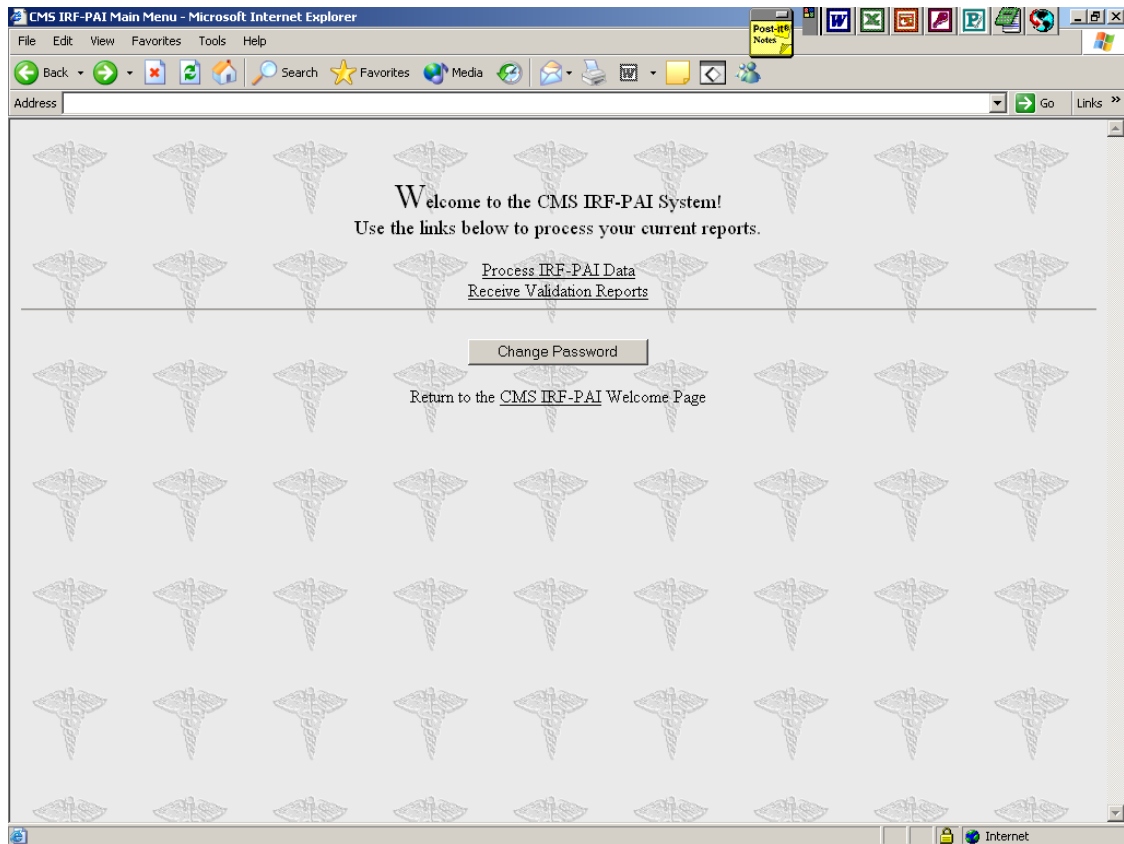 CMS IRF-PAI Main Menu - Microsoft Internet Explorer
Post-it®
Notes
File Edit View Favorites Tools Help
Back Search Favorites Media
Address Go Links »
Welcome to the CMS IRF-PAI System!
Use the links below to process your current reports.
Process IRF-PAI Data
Receive Validation Reports
Change Password
Return to the CMS IRF-PAI Welcome Page
Internet